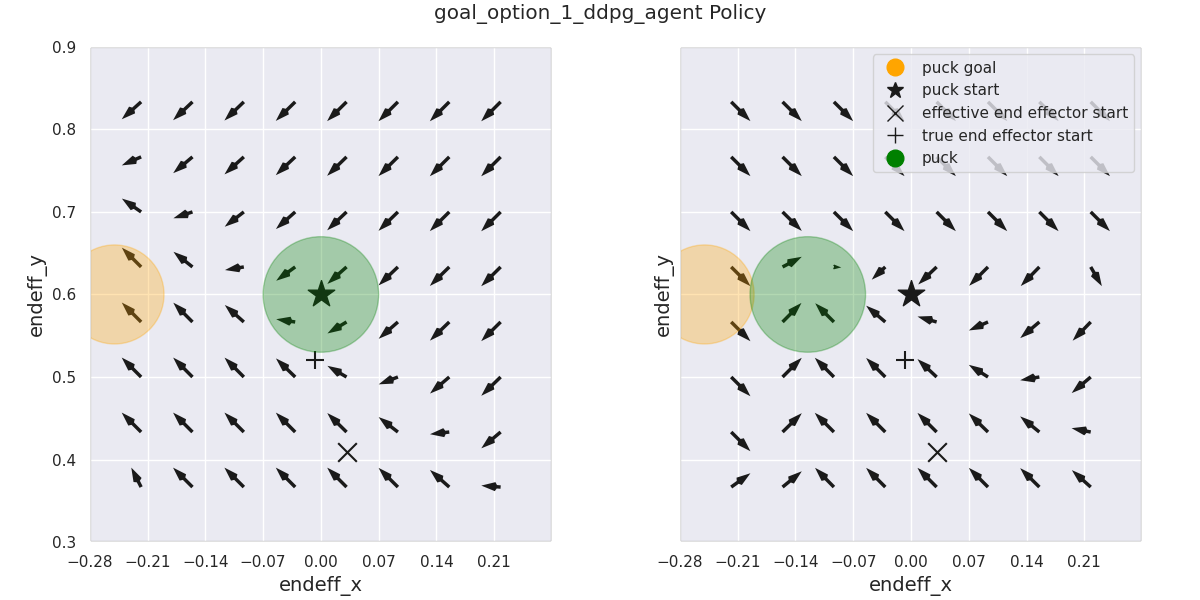 goal_option_1_ddpg_agent Policy
0.9
0.8
0.7
0.6
0.5
0.4
0.3
endeff_y
−0.28 −0.21 −0.14 −0.07 0.00 0.07 0.14 0.21
endeff_x
puck goal
puck start
effective end effector start
true end effector start
puck
endeff_y
−0.28 −0.21 −0.14 −0.07 0.00 0.07 0.14 0.21
endeff_x